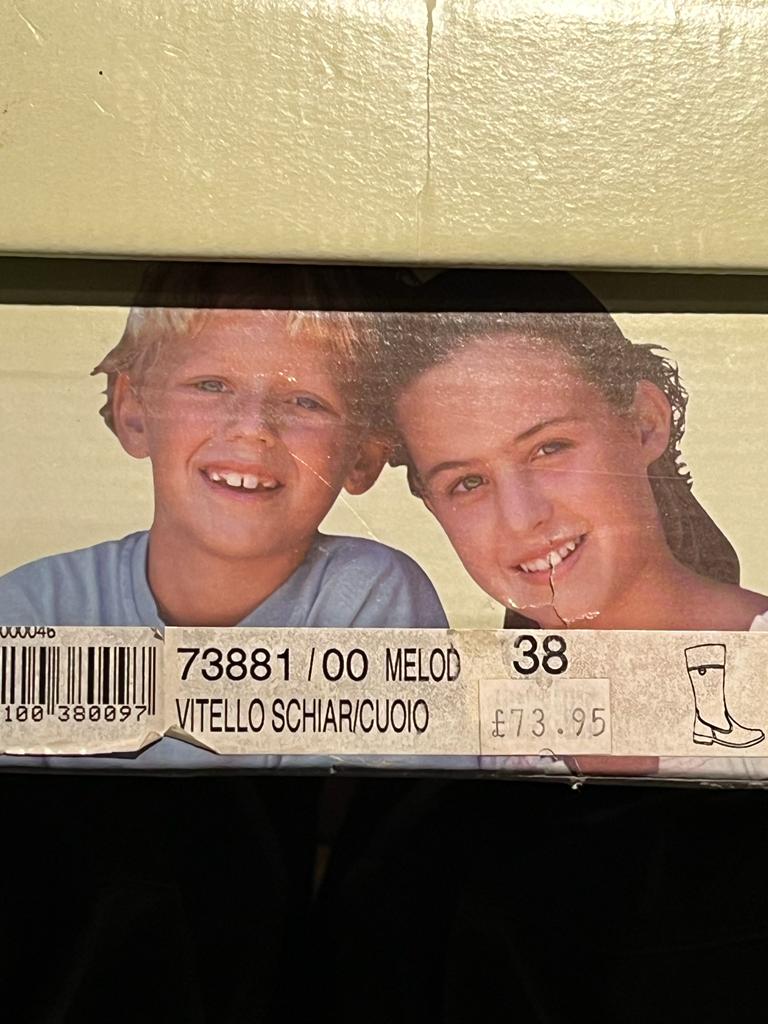 000046
100 380097
73881 / 00 MELOD
VITELLO SCHIAR/CUOIO
38
£73.95